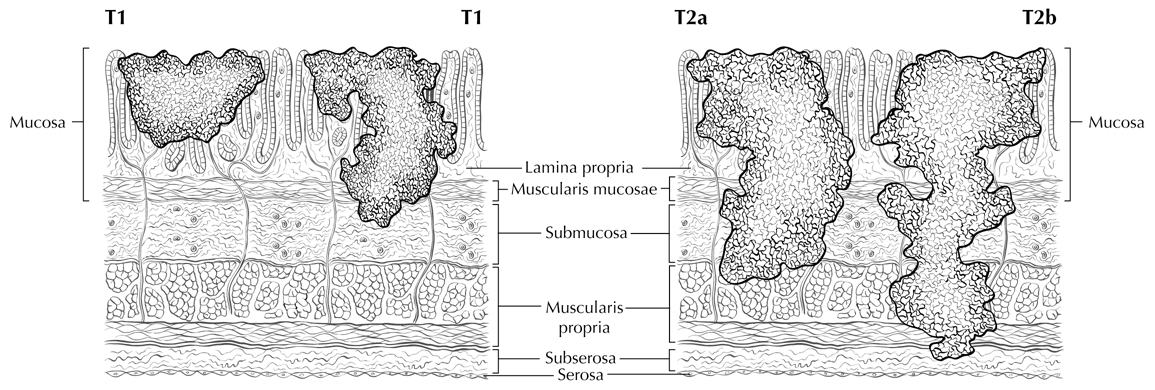 T1
T1
T2a
T2b
Mucosa
Mucosa
Lamina propria
Muscularis mucosae
Submucosa
Muscularis
propria
Subserosa
Serosa